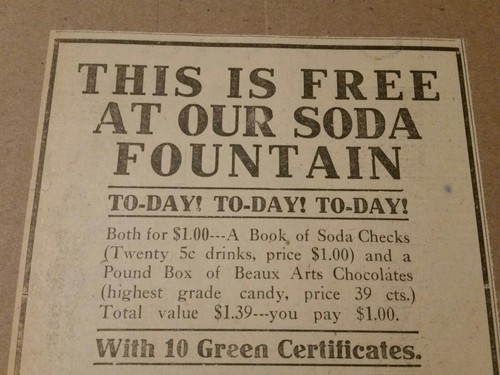 THIS IS FREE
AT OUR SODA
FOUNTAIN
TO-DAY! TO-DAY! TO-DAY!
Both for $1.00---A Book of Soda Checks
(Twenty 5c drinks, price $1.00) and a
Pound Box of Beaux Arts Chocolates
(highest grade candy, price 39 cts.)
Total value $1.39---you pay $1.00.
With 10 Green Certificates.